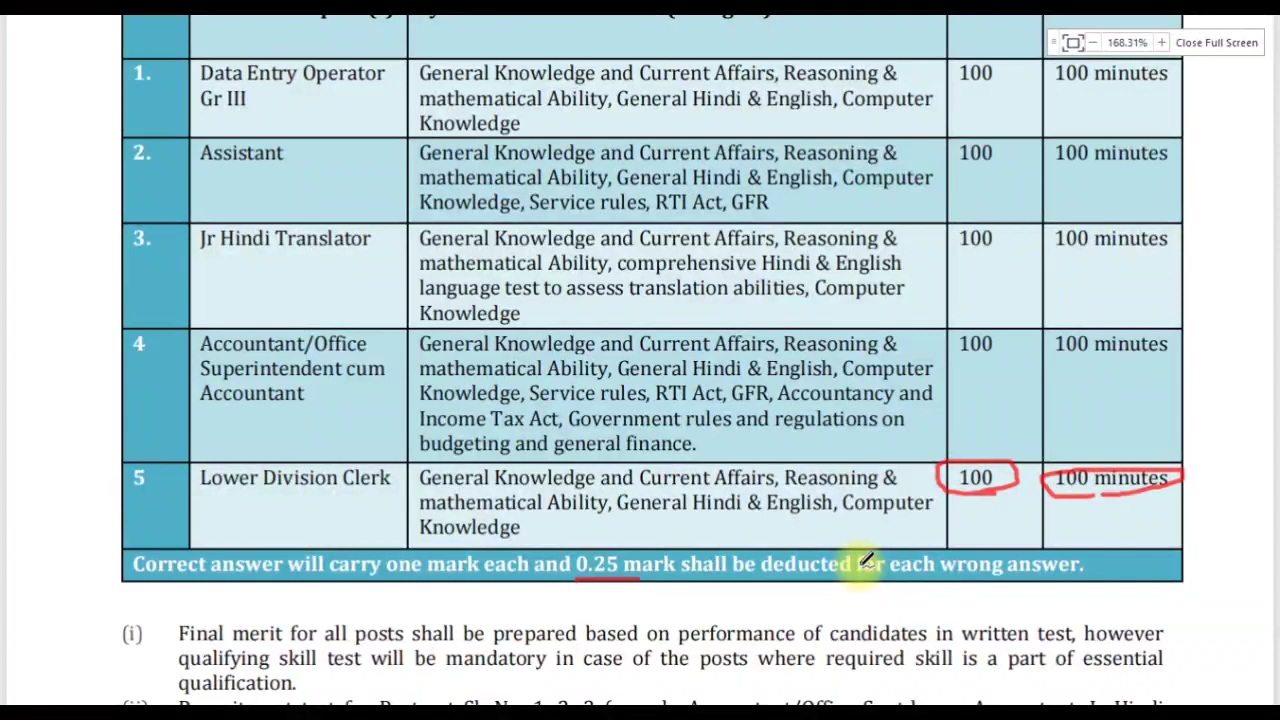 168.31%
Close Full Screen
1.
Data Entry Operator
Gr III
General Knowledge and Current Affairs, Reasoning &
mathematical Ability, General Hindi & English, Computer
Knowledge
100
100 minutes
2.
Assistant
General Knowledge and Current Affairs, Reasoning &
mathematical Ability, General Hindi & English, Computer
Knowledge, Service rules, RTI Act, GFR
100
100 minutes
3.
Jr Hindi Translator
General Knowledge and Current Affairs, Reasoning &
mathematical Ability, comprehensive Hindi & English
language test to assess translation abilities, Computer
Knowledge
100
100 minutes
4
Accountant/Office
Superintendent cum
Accountant
General Knowledge and Current Affairs, Reasoning &
mathematical Ability, General Hindi & English, Computer
Knowledge, Service rules, RTI Act, GFR, Accountancy and
Income Tax Act, Government rules and regulations on
budgeting and general finance.
100
100 minutes
5
Lower Division Clerk
General Knowledge and Current Affairs, Reasoning &
mathematical Ability, General Hindi & English, Computer
Knowledge
100
100 minutes
Correct answer will carry one mark each and 0.25 mark shall be deducted for each wrong answer.
(i) Final merit for all posts shall be prepared based on performance of candidates in written test, however
qualifying skill test will be mandatory in case of the posts where required skill is a part of essential
qualification.